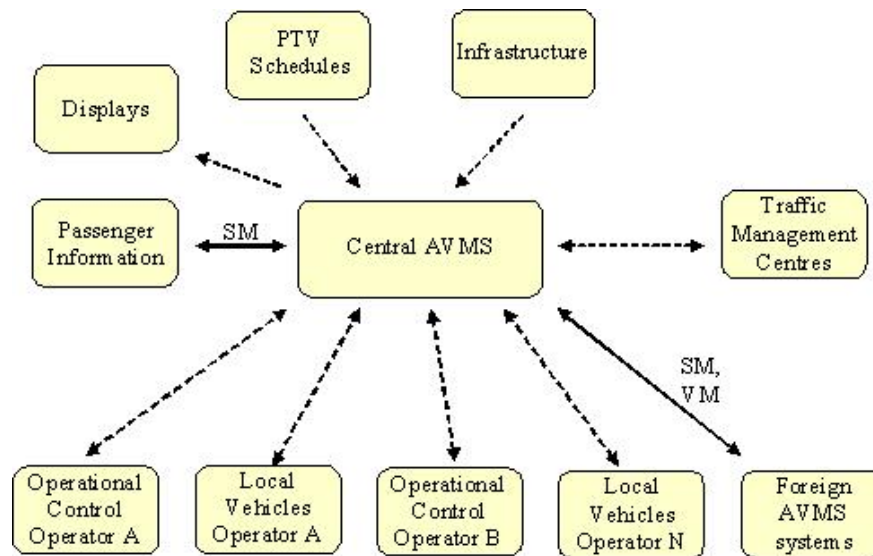 PTV
Schedules
Infrastructure
Displays
Passenger
Information
SM
Central AVMS
Traffic
Management
Centres
SM,
VM
Operational
Control
Operator A
Local
Vehicles
Operator A
Operational
Control
Operator B
Local
Vehicles
Operator N
Foreign
AVMS
systems